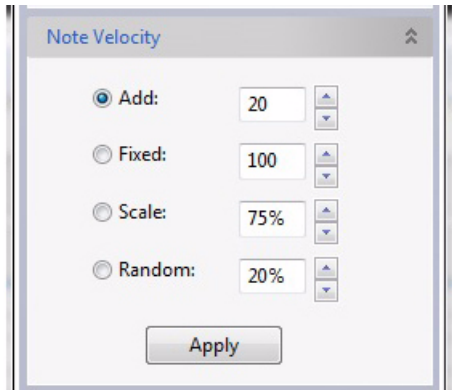 Note Velocity
Add: 20
Fixed: 100
Scale: 75%
Random: 20%
Apply